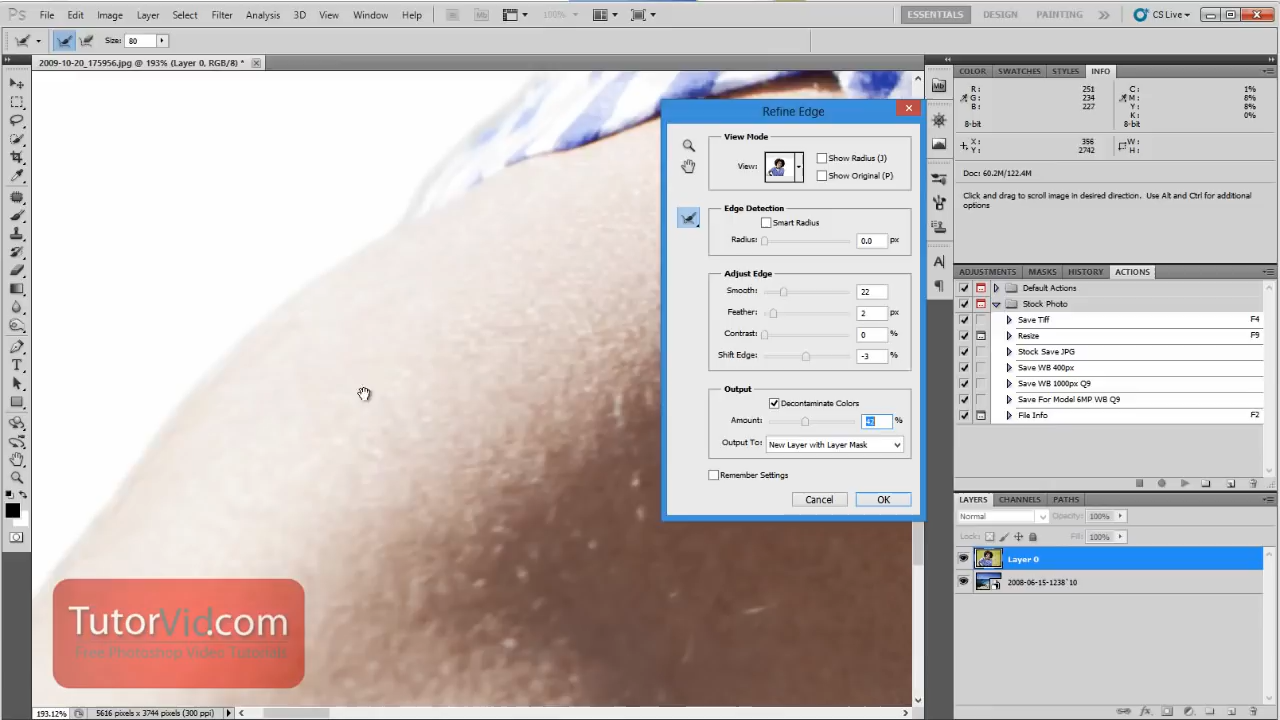 Ps File Edit Image Layer Select Filter Analysis 3D View Window Help 100% ESSENTIALS DESIGN PAINTING CS Live
Size: 80
2009-10-20_175956.jpg @ 193% (Layer 0, RGB/8) *
COLOR SWATCHES STYLES INFO
R: 251 C: 1%
G: 234 M: 8%
B: 227 Y: 8%
K: 0%
8-bit 8-bit
X: 356 W:
Y: 2742 H:
Doc: 60.2M/122.4M
Click and drag to scroll image in desired direction. Use Alt and Control for additional
options
Refine Edge
View Mode
View:
Show Radius (J)
Show Original (P)
Edge Detection
Smart Radius
Radius: 0.0 px
Adjust Edge
Smooth: 22
Feather: 2 px
Contrast: 0 %
Shift Edge: -3 %
Output
Decontaminate Colors
Amount: %
Output To: New Layer with Layer Mask
Remember Settings
Cancel OK
ADJUSTMENTS MASKS HISTORY ACTIONS
Default Actions
Stock Photo
Save Tiff F4
Resize F9
Stock Save JPG
Save WB 400px
Save WB 1000px Q9
Save For Model 6MP WB Q9
File Info F2
LAYERS CHANNELS PATHS
Normal Opacity: 100%
Lock: Fill: 100%
Layer 0
2008-06-15-1238~10
TutorVid.com
Free Photoshop Video Tutorials
193.12% 5616 pixels x 3744 pixels (300 ppi)